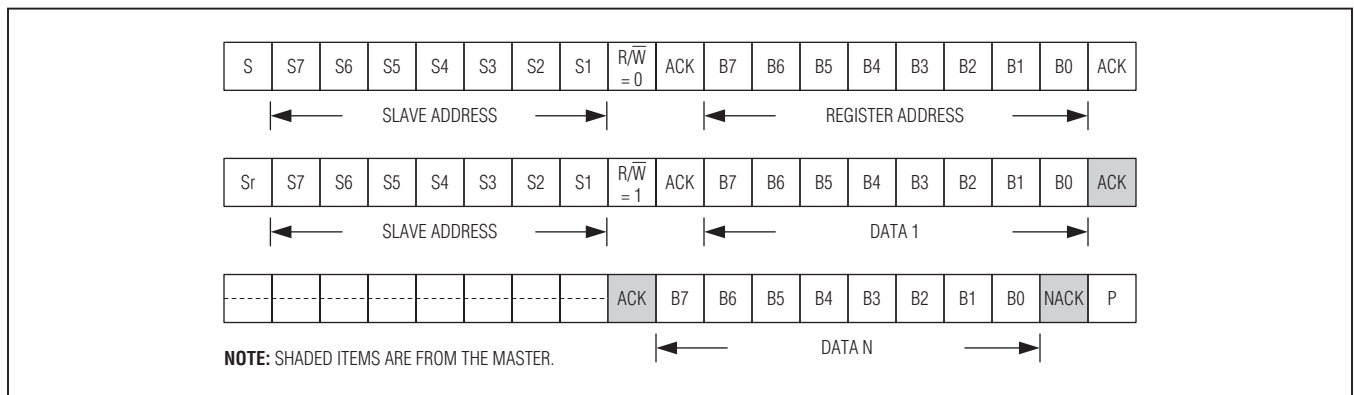 S S7 S6 S5 S4 S3 S2 S1 R/W̅ = 0 ACK B7 B6 B5 B4 B3 B2 B1 B0 ACK
SLAVE ADDRESS REGISTER ADDRESS
Sr S7 S6 S5 S4 S3 S2 S1 R/W̅ = 1 ACK B7 B6 B5 B4 B3 B2 B1 B0 ACK
SLAVE ADDRESS DATA 1
ACK B7 B6 B5 B4 B3 B2 B1 B0 NACK P
DATA N
NOTE: SHADED ITEMS ARE FROM THE MASTER.